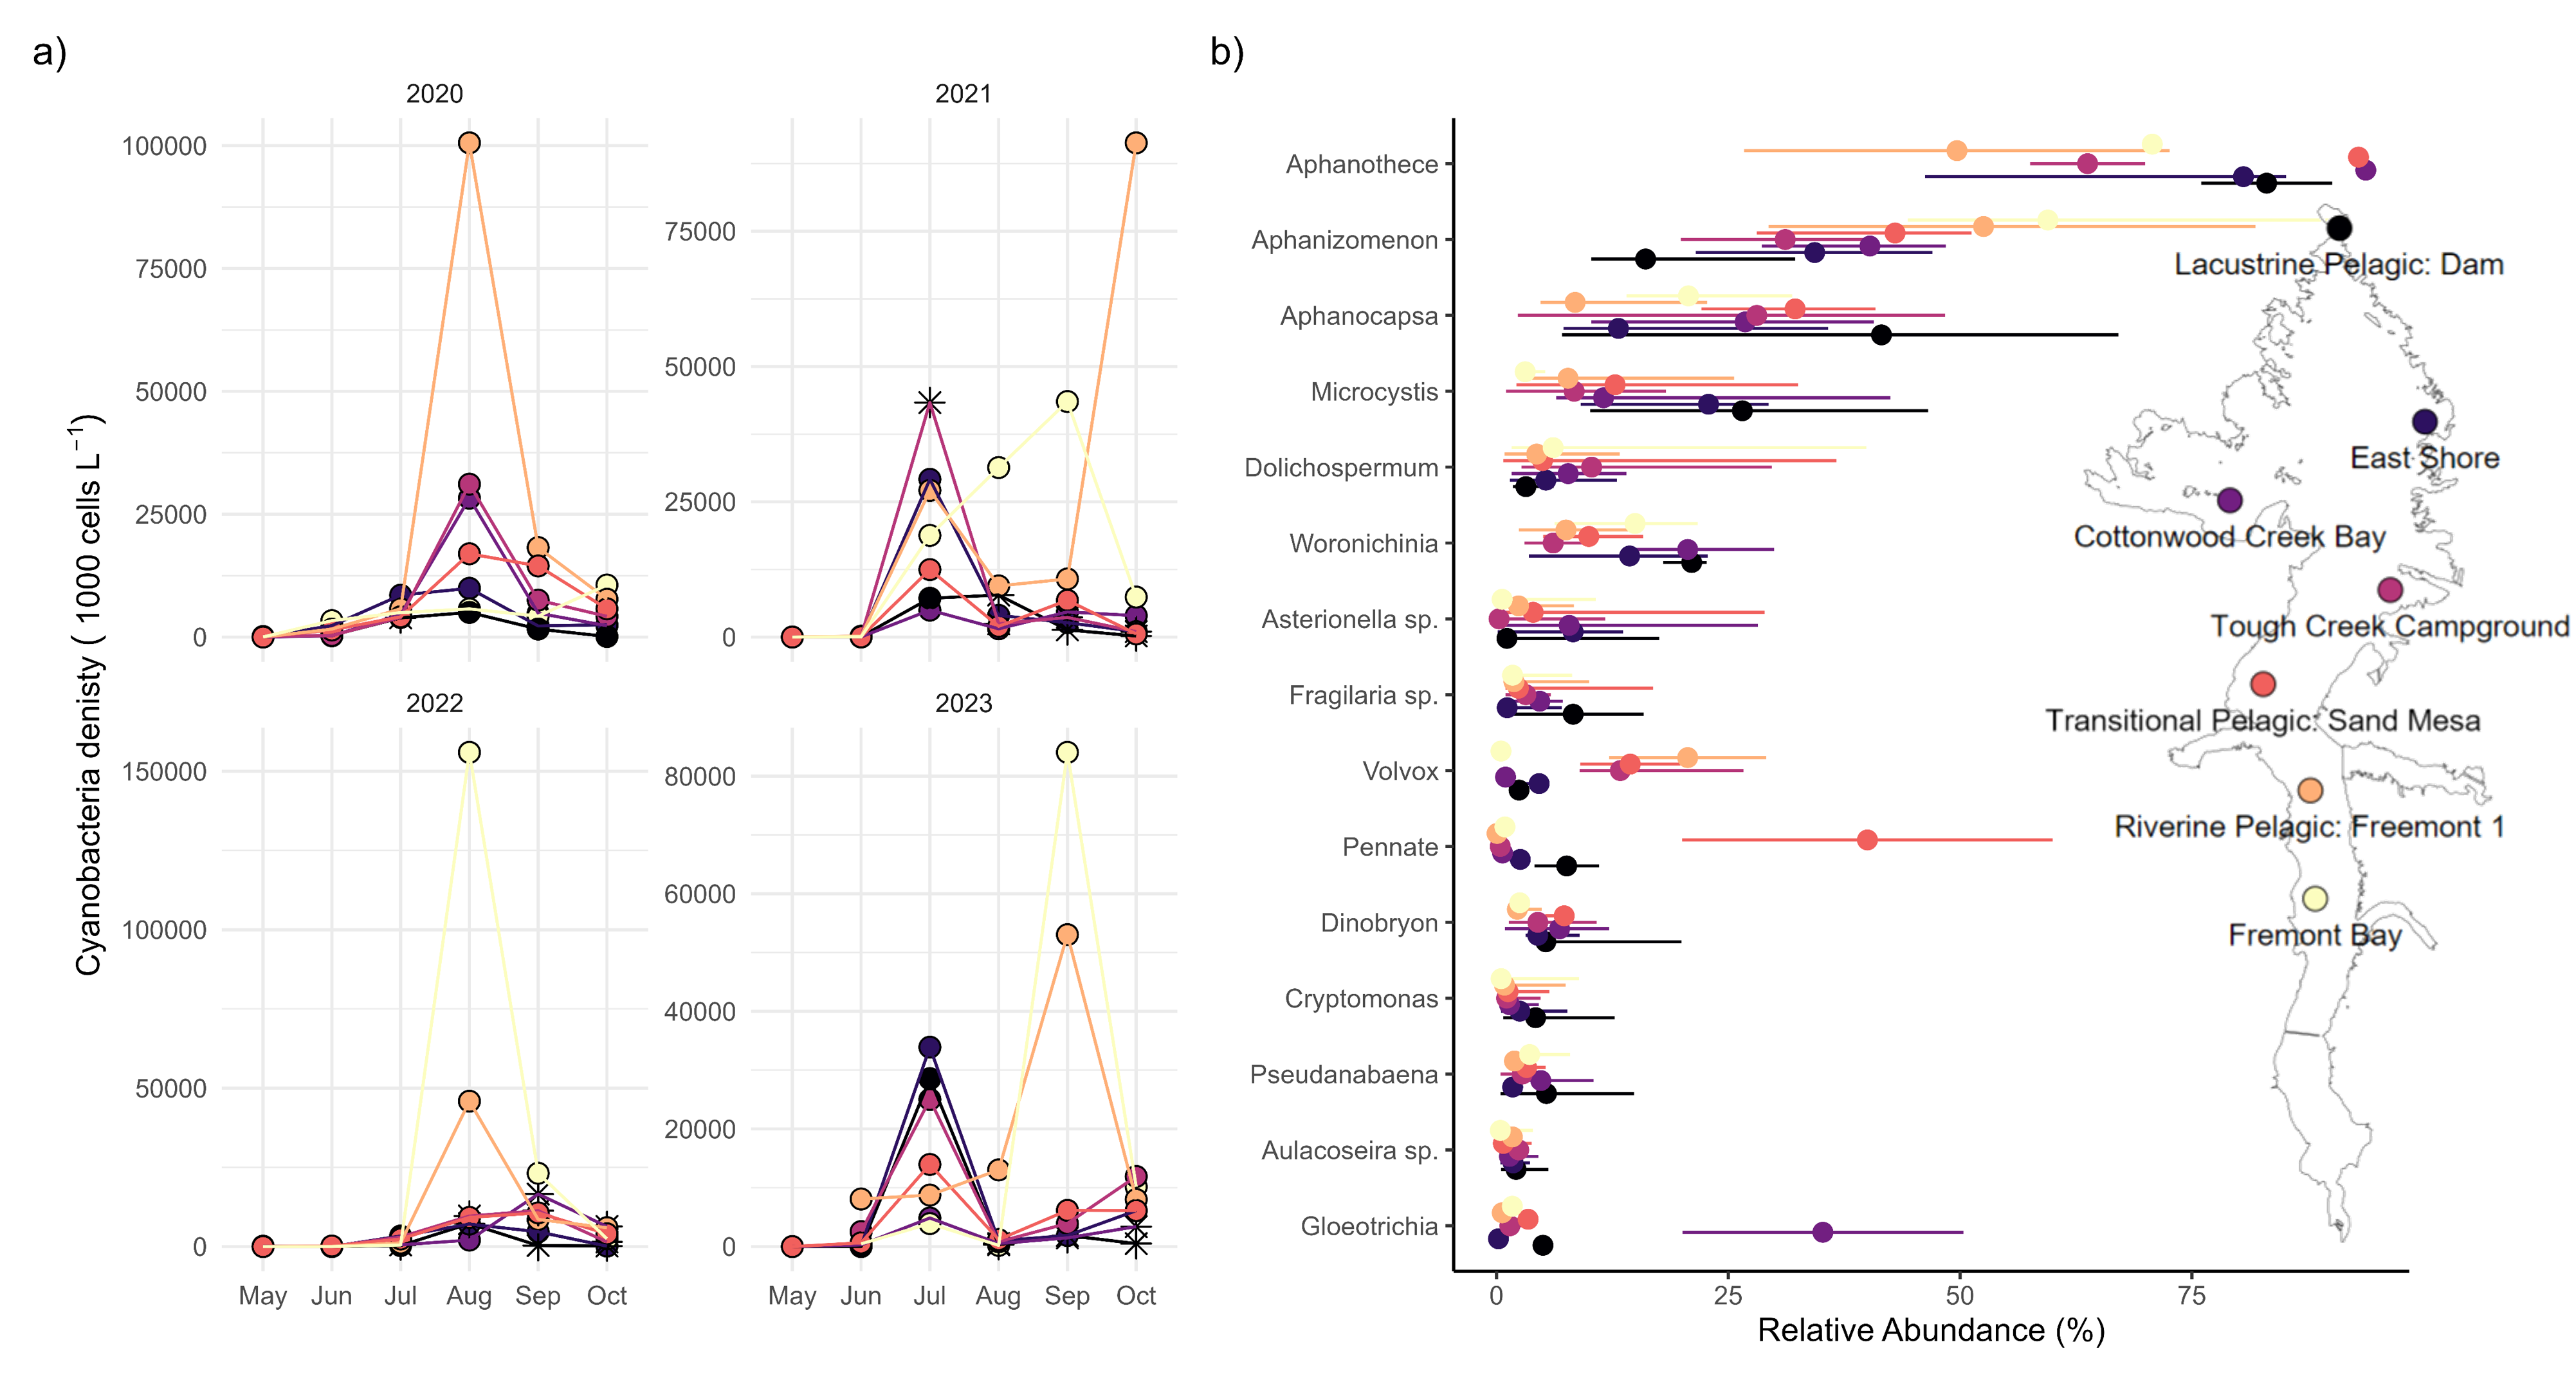 a)
2020
2021
100000
75000
50000
25000
0
75000
50000
25000
0
Cyanobacteria denisty ( 1000 cells L⁻¹)
2022
2023
150000
100000
50000
0
80000
60000
40000
20000
0
May Jun Jul Aug Sep Oct
May Jun Jul Aug Sep Oct
b)
Aphanothece
Aphanizomenon
Aphanocapsa
Microcystis
Dolichospermum
Woronichinia
Asterionella sp.
Fragilaria sp.
Volvox
Pennate
Dinobryon
Cryptomonas
Pseudanabaena
Aulacoseira sp.
Gloeotrichia
0 25 50 75
Relative Abundance (%)
Lacustrine Pelagic: Dam
East Shore
Cottonwood Creek Bay
Tough Creek Campground
Transitional Pelagic: Sand Mesa
Riverine Pelagic: Freemont 1
Fremont Bay